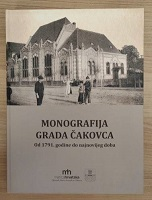 MONOGRAFIJA
GRADA ČAKOVCA
Od 1791. godine do najnovijeg doba